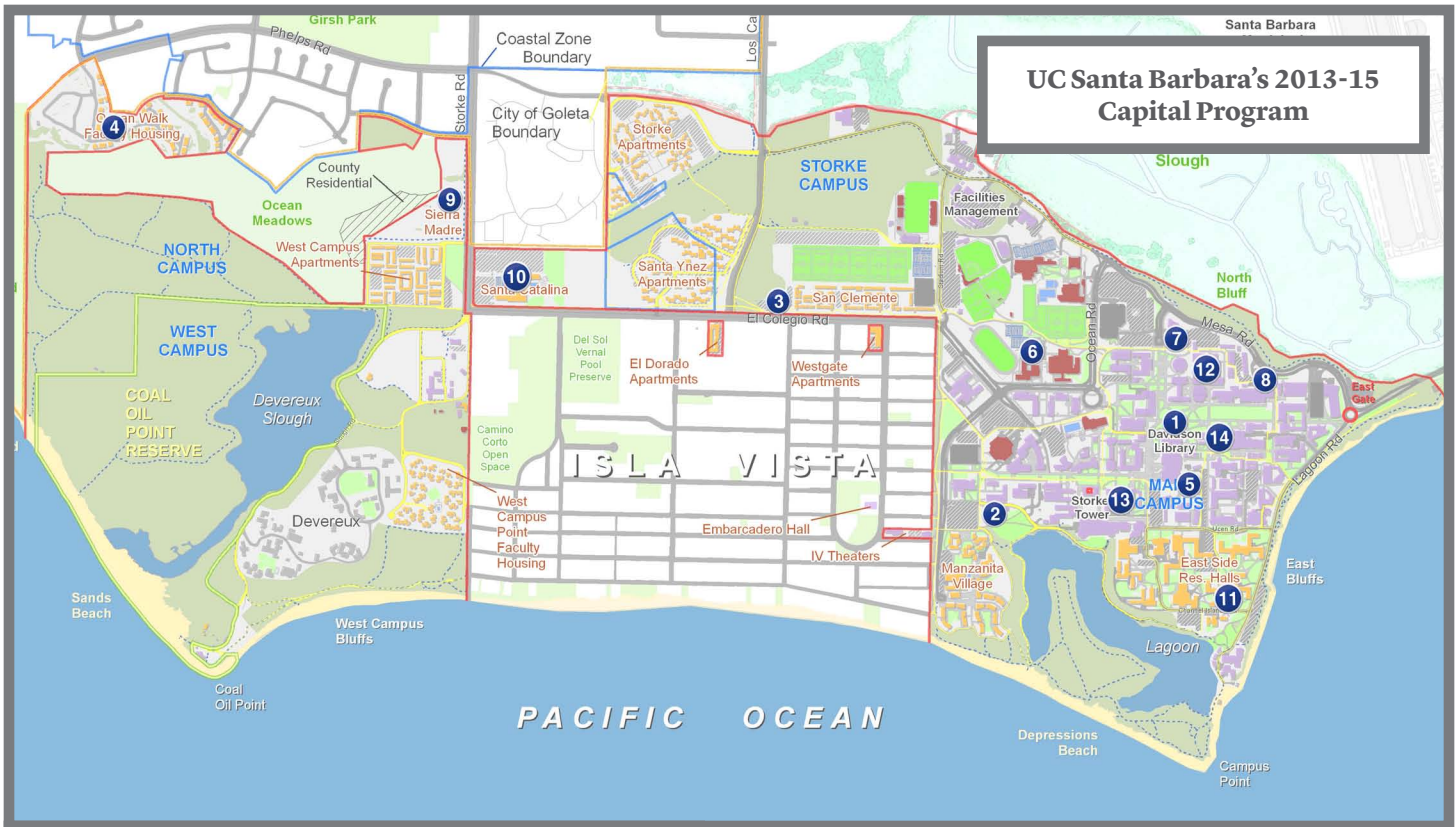 Girsh Park
Phelps Rd
Coastal Zone
Boundary
Los Ca
Santa Barbara
UC Santa Barbara's 2013-15
Capital Program
Slough
4
Ocean Walk
Faculty Housing
Storke Rd
City of Goleta
Boundary
Storke
Apartments
STORKE
CAMPUS
County
Residential
Ocean
Meadows
9
Sierra
Madre
Facilities
Management
NORTH
CAMPUS
West Campus
Apartments
10
Santa Catalina
Santa Ynez
Apartments
3
San Clemente
El Colegio Rd
North
Bluff
Mesa Rd
Ocean Rd
WEST
CAMPUS
Del Sol
Vernal
Pool
Preserve
El Dorado
Apartments
Westgate
Apartments
6
7
12
8
East
Gate
COAL
OIL
POINT
RESERVE
Devereux
Slough
Camino
Corto
Open
Space
ISLA VISTA
1
Davidson
Library
14
Lagoon Rd
Devereux
West
Campus
Point
Faculty
Housing
Embarcadero Hall
IV Theaters
2
Storke
Tower
13
5
MAIN
CAMPUS
Ucen Rd
Manzanita
Village
East Side
Res. Halls
11
East
Bluffs
Sands
Beach
West Campus
Bluffs
Lagoon
Coal
Oil Point
PACIFIC OCEAN
Depressions
Beach
Campus
Point